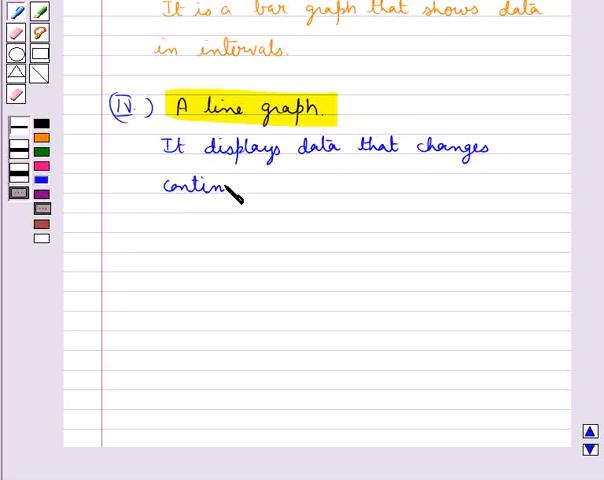 It is a bar graph that shows data
in intervals.
(IV.) A line graph.
It displays data that changes
contin